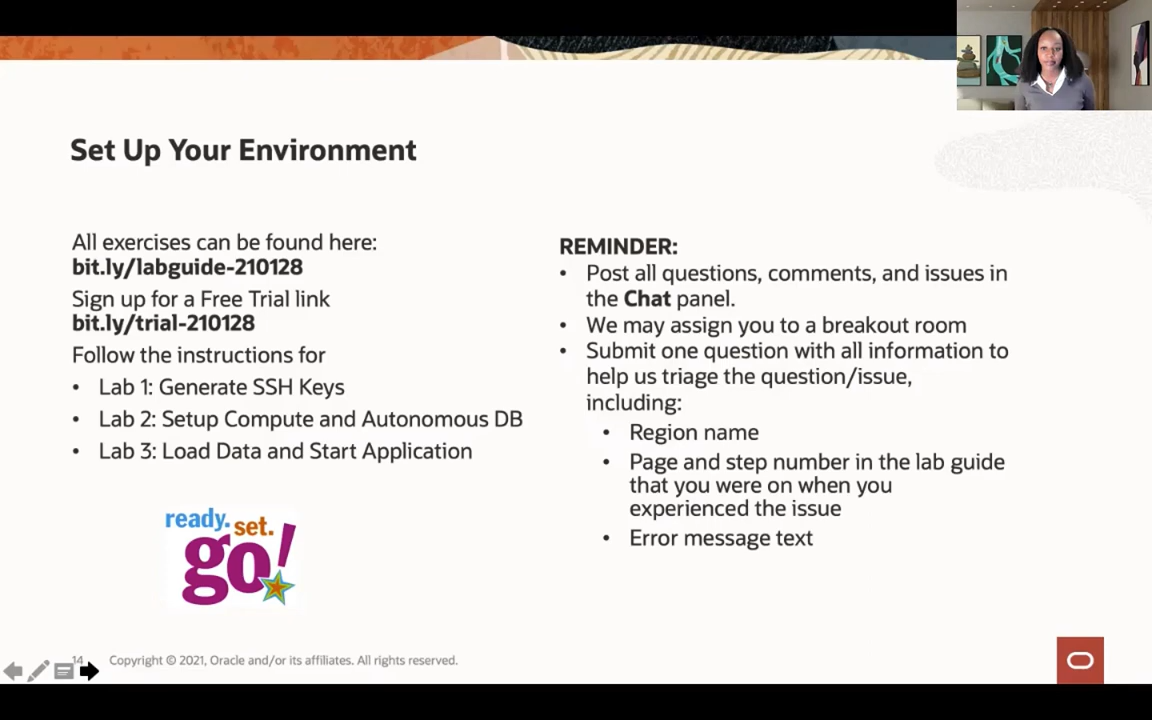 Set Up Your Environment
All exercises can be found here:
bit.ly/labguide-210128
Sign up for a Free Trial link
bit.ly/trial-210128
Follow the instructions for
• Lab 1: Generate SSH Keys
• Lab 2: Setup Compute and Autonomous DB
• Lab 3: Load Data and Start Application
ready. set.
go!
REMINDER:
• Post all questions, comments, and issues in
the Chat panel.
• We may assign you to a breakout room
• Submit one question with all information to
help us triage the question/issue,
including:
• Region name
• Page and step number in the lab guide
that you were on when you
experienced the issue
• Error message text
14
Copyright © 2021, Oracle and/or its affiliates. All rights reserved.